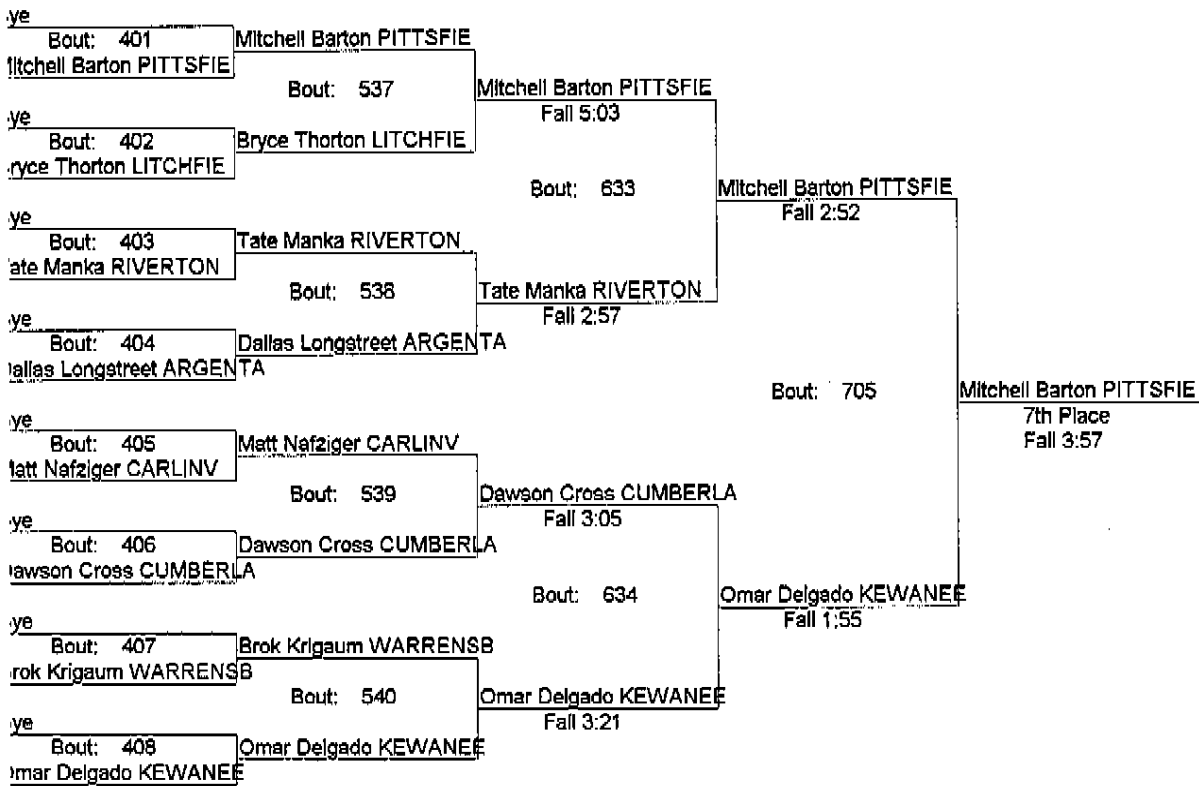 ye
Bout: 401
Mitchell Barton PITTSFIE
itchell Barton PITTSFIE
Bout: 537
Mitchell Barton PITTSFIE
Fall 5:03
ye
Bout: 402
Bryce Thorton LITCHFIE
ryce Thorton LITCHFIE
Bout: 633
Mitchell Barton PITTSFIE
Fall 2:52
ye
Bout: 403
Tate Manka RIVERTON
ate Manka RIVERTON
Bout: 538
Tate Manka RIVERTON
Fall 2:57
ye
Bout: 404
Dallas Longstreet ARGENTA
allas Longstreet ARGENTA
Bout: 705
Mitchell Barton PITTSFIE
7th Place
Fall 3:57
ye
Bout: 405
Matt Nafziger CARLINV
latt Nafziger CARLINV
Bout: 539
Dawson Cross CUMBERLA
Fall 3:05
ye
Bout: 406
Dawson Cross CUMBERLA
awson Cross CUMBERLA
Bout: 634
Omar Delgado KEWANEE
Fall 1:55
ye
Bout: 407
Brok Krigaum WARRENSB
rok Krigaum WARRENSB
Bout: 540
Omar Delgado KEWANEE
Fall 3:21
ye
Bout: 408
Omar Delgado KEWANEE
mar Delgado KEWANEE